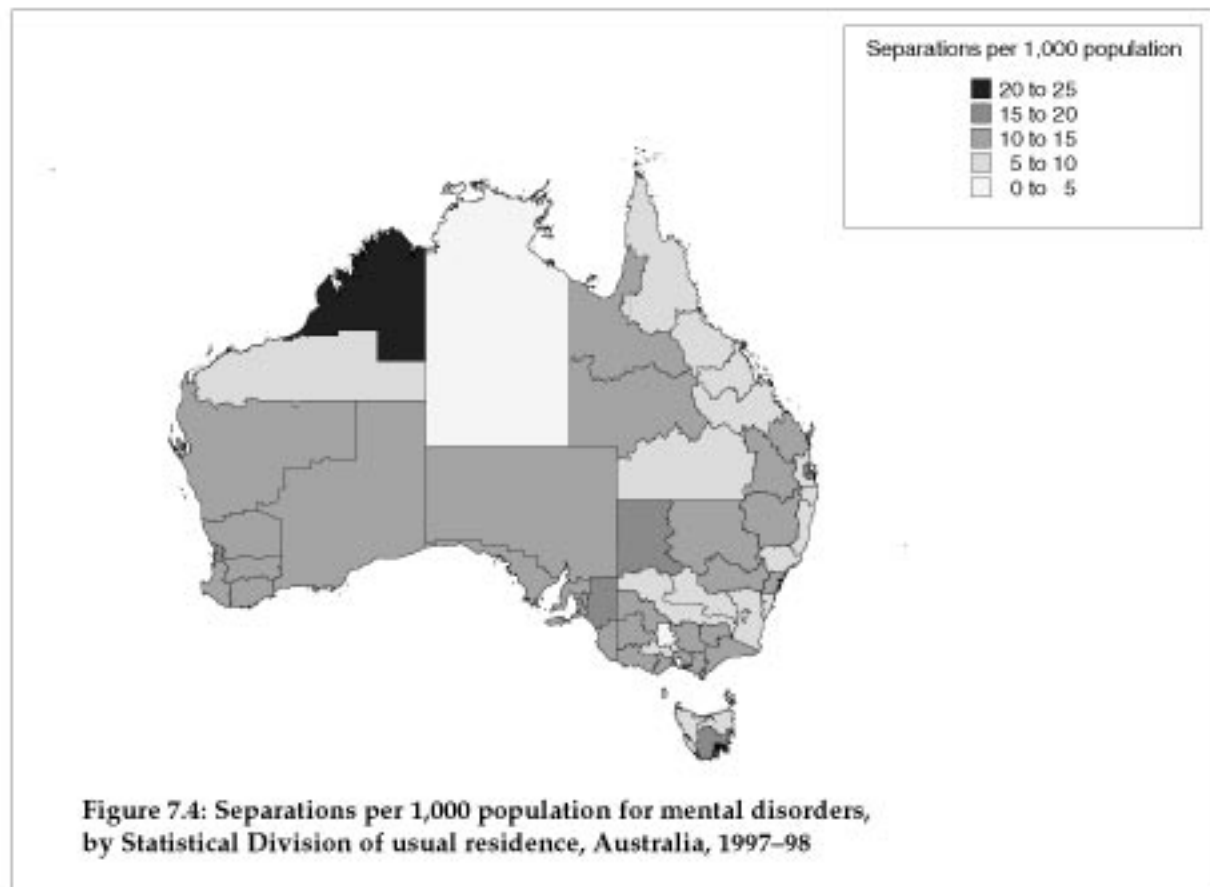 Separations per 1,000 population
20 to 25
15 to 20
10 to 15
5 to 10
0 to 5
Figure 7.4: Separations per 1,000 population for mental disorders,
by Statistical Division of usual residence, Australia, 1997–98